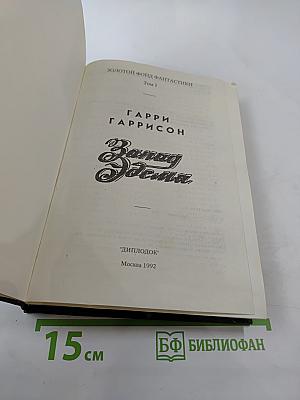 ЗОЛОТОЙ ФОНД ФАНТАСТИКИ
Том 1
ГАРРИ
ГАРРИСОН
Запад
Эдема
"ДИПЛОДОК"
Москва 1992
15 см
БФ БИБЛИОФАН